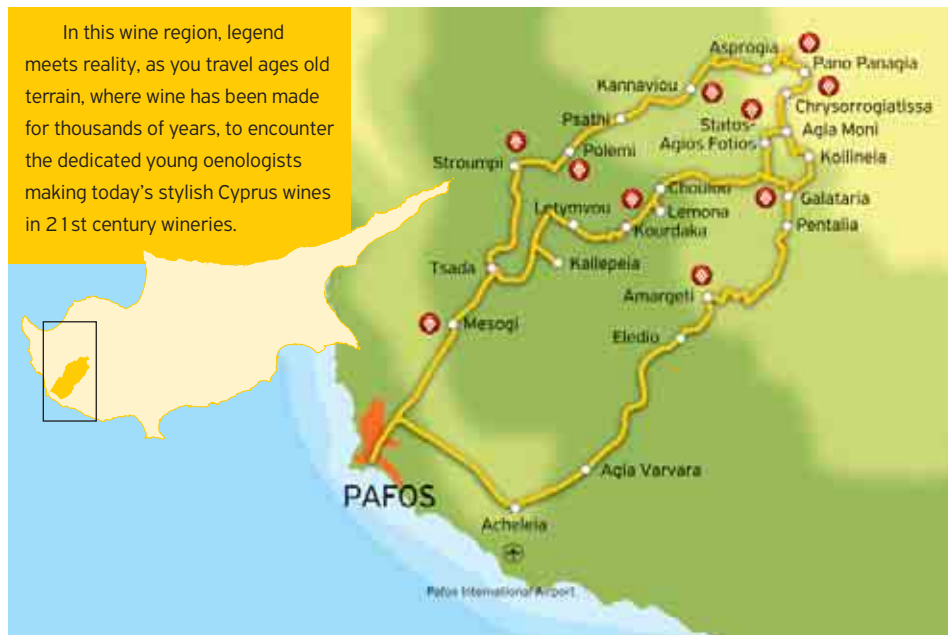 In this wine region, legend
meets reality, as you travel ages old
terrain, where wine has been made
for thousands of years, to encounter
the dedicated young oenologists
making today's stylish Cyprus wines
in 21st century wineries.
Asprogia
Pano Panagia
Kannaviou
Chrysorrogiatissa
Psathi
Statos-
Agios Fotios
Agia Moni
Stroumpi
Polemi
Koilineia
Choulou
Galataria
Letymvou
Lemona
Kourdaka
Pentalia
Tsada
Kallepeia
Amargeti
Mesogi
Eledio
Agia Varvara
PAFOS
Acheleia
Pafos International Airport